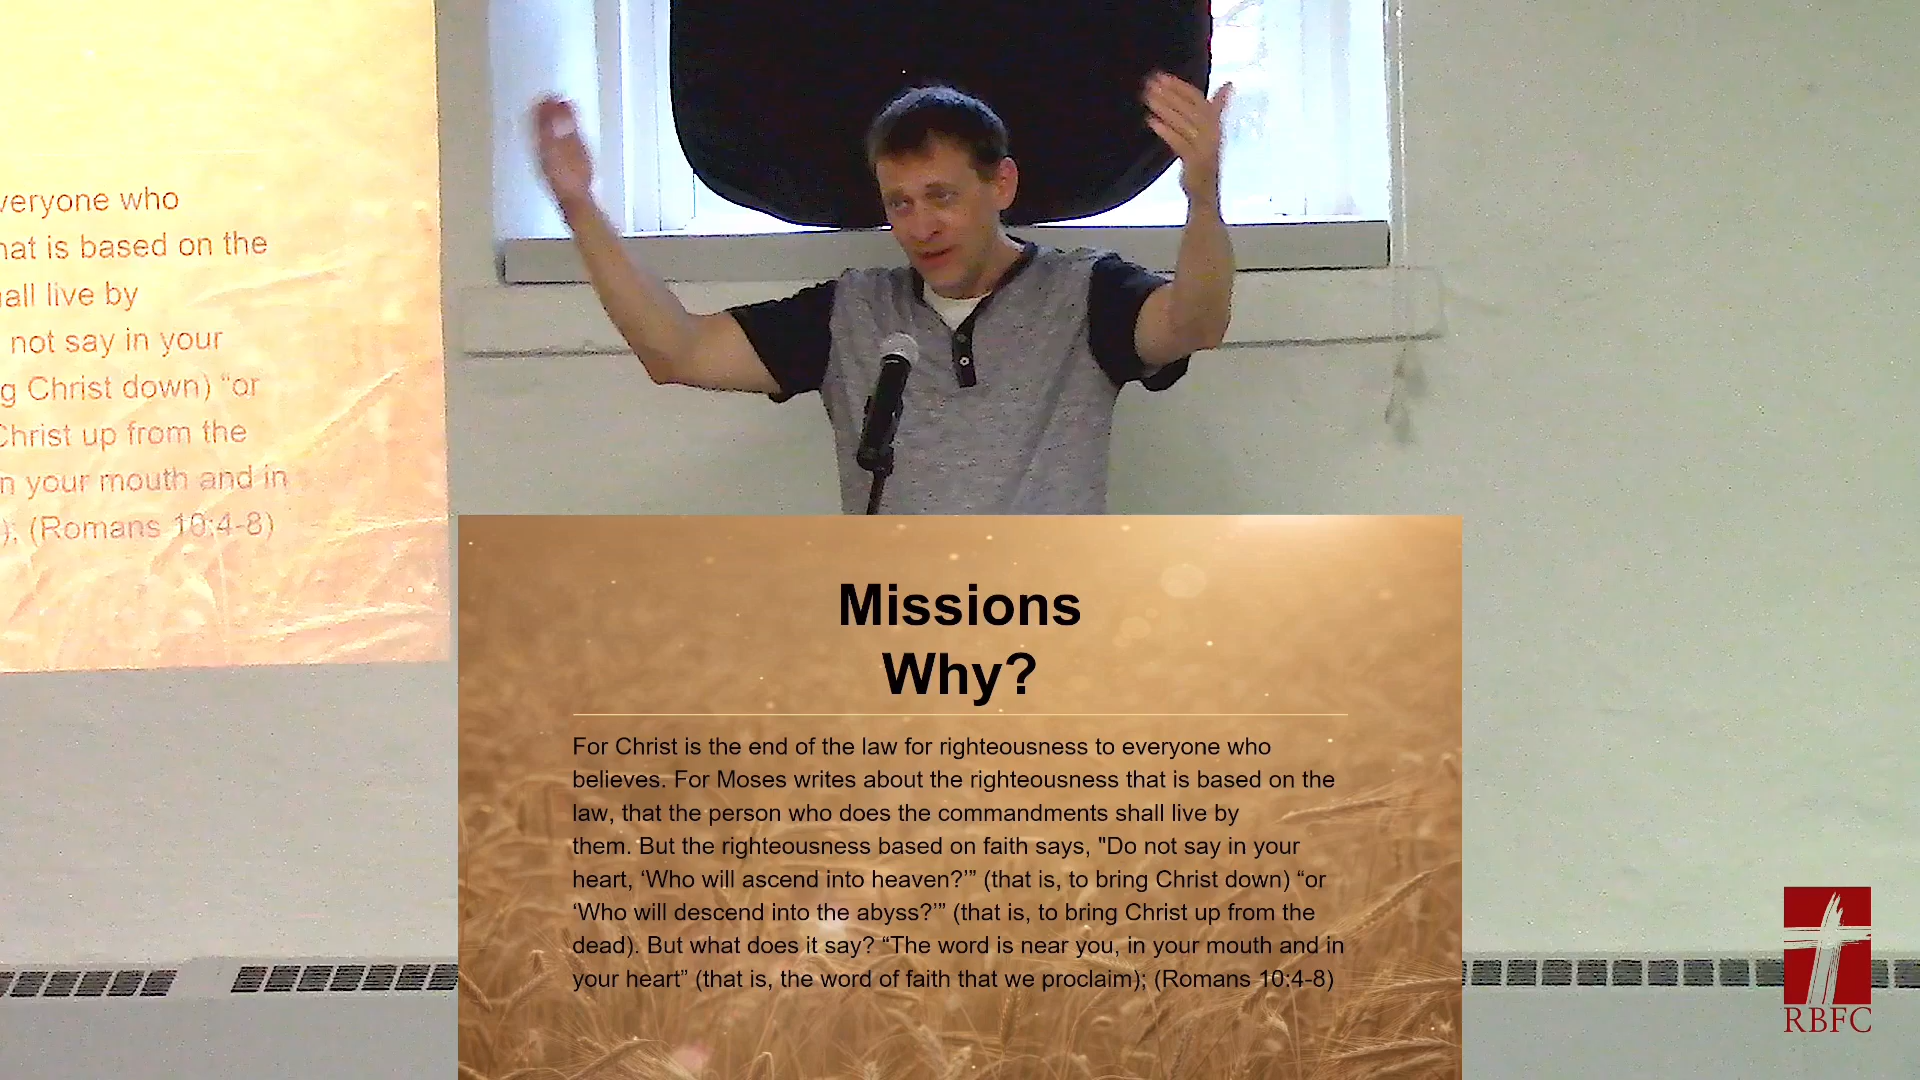 veryone who
hat is based on the
all live by
not say in your
g Christ down) “or
Christ up from the
n your mouth and in
); (Romans 10:4-8)
Missions
Why?
For Christ is the end of the law for righteousness to everyone who
believes. For Moses writes about the righteousness that is based on the
law, that the person who does the commandments shall live by
them. But the righteousness based on faith says, "Do not say in your
heart, ‘Who will ascend into heaven?’” (that is, to bring Christ down) “or
‘Who will descend into the abyss?’” (that is, to bring Christ up from the
dead). But what does it say? “The word is near you, in your mouth and in
your heart” (that is, the word of faith that we proclaim); (Romans 10:4-8)
RBFC